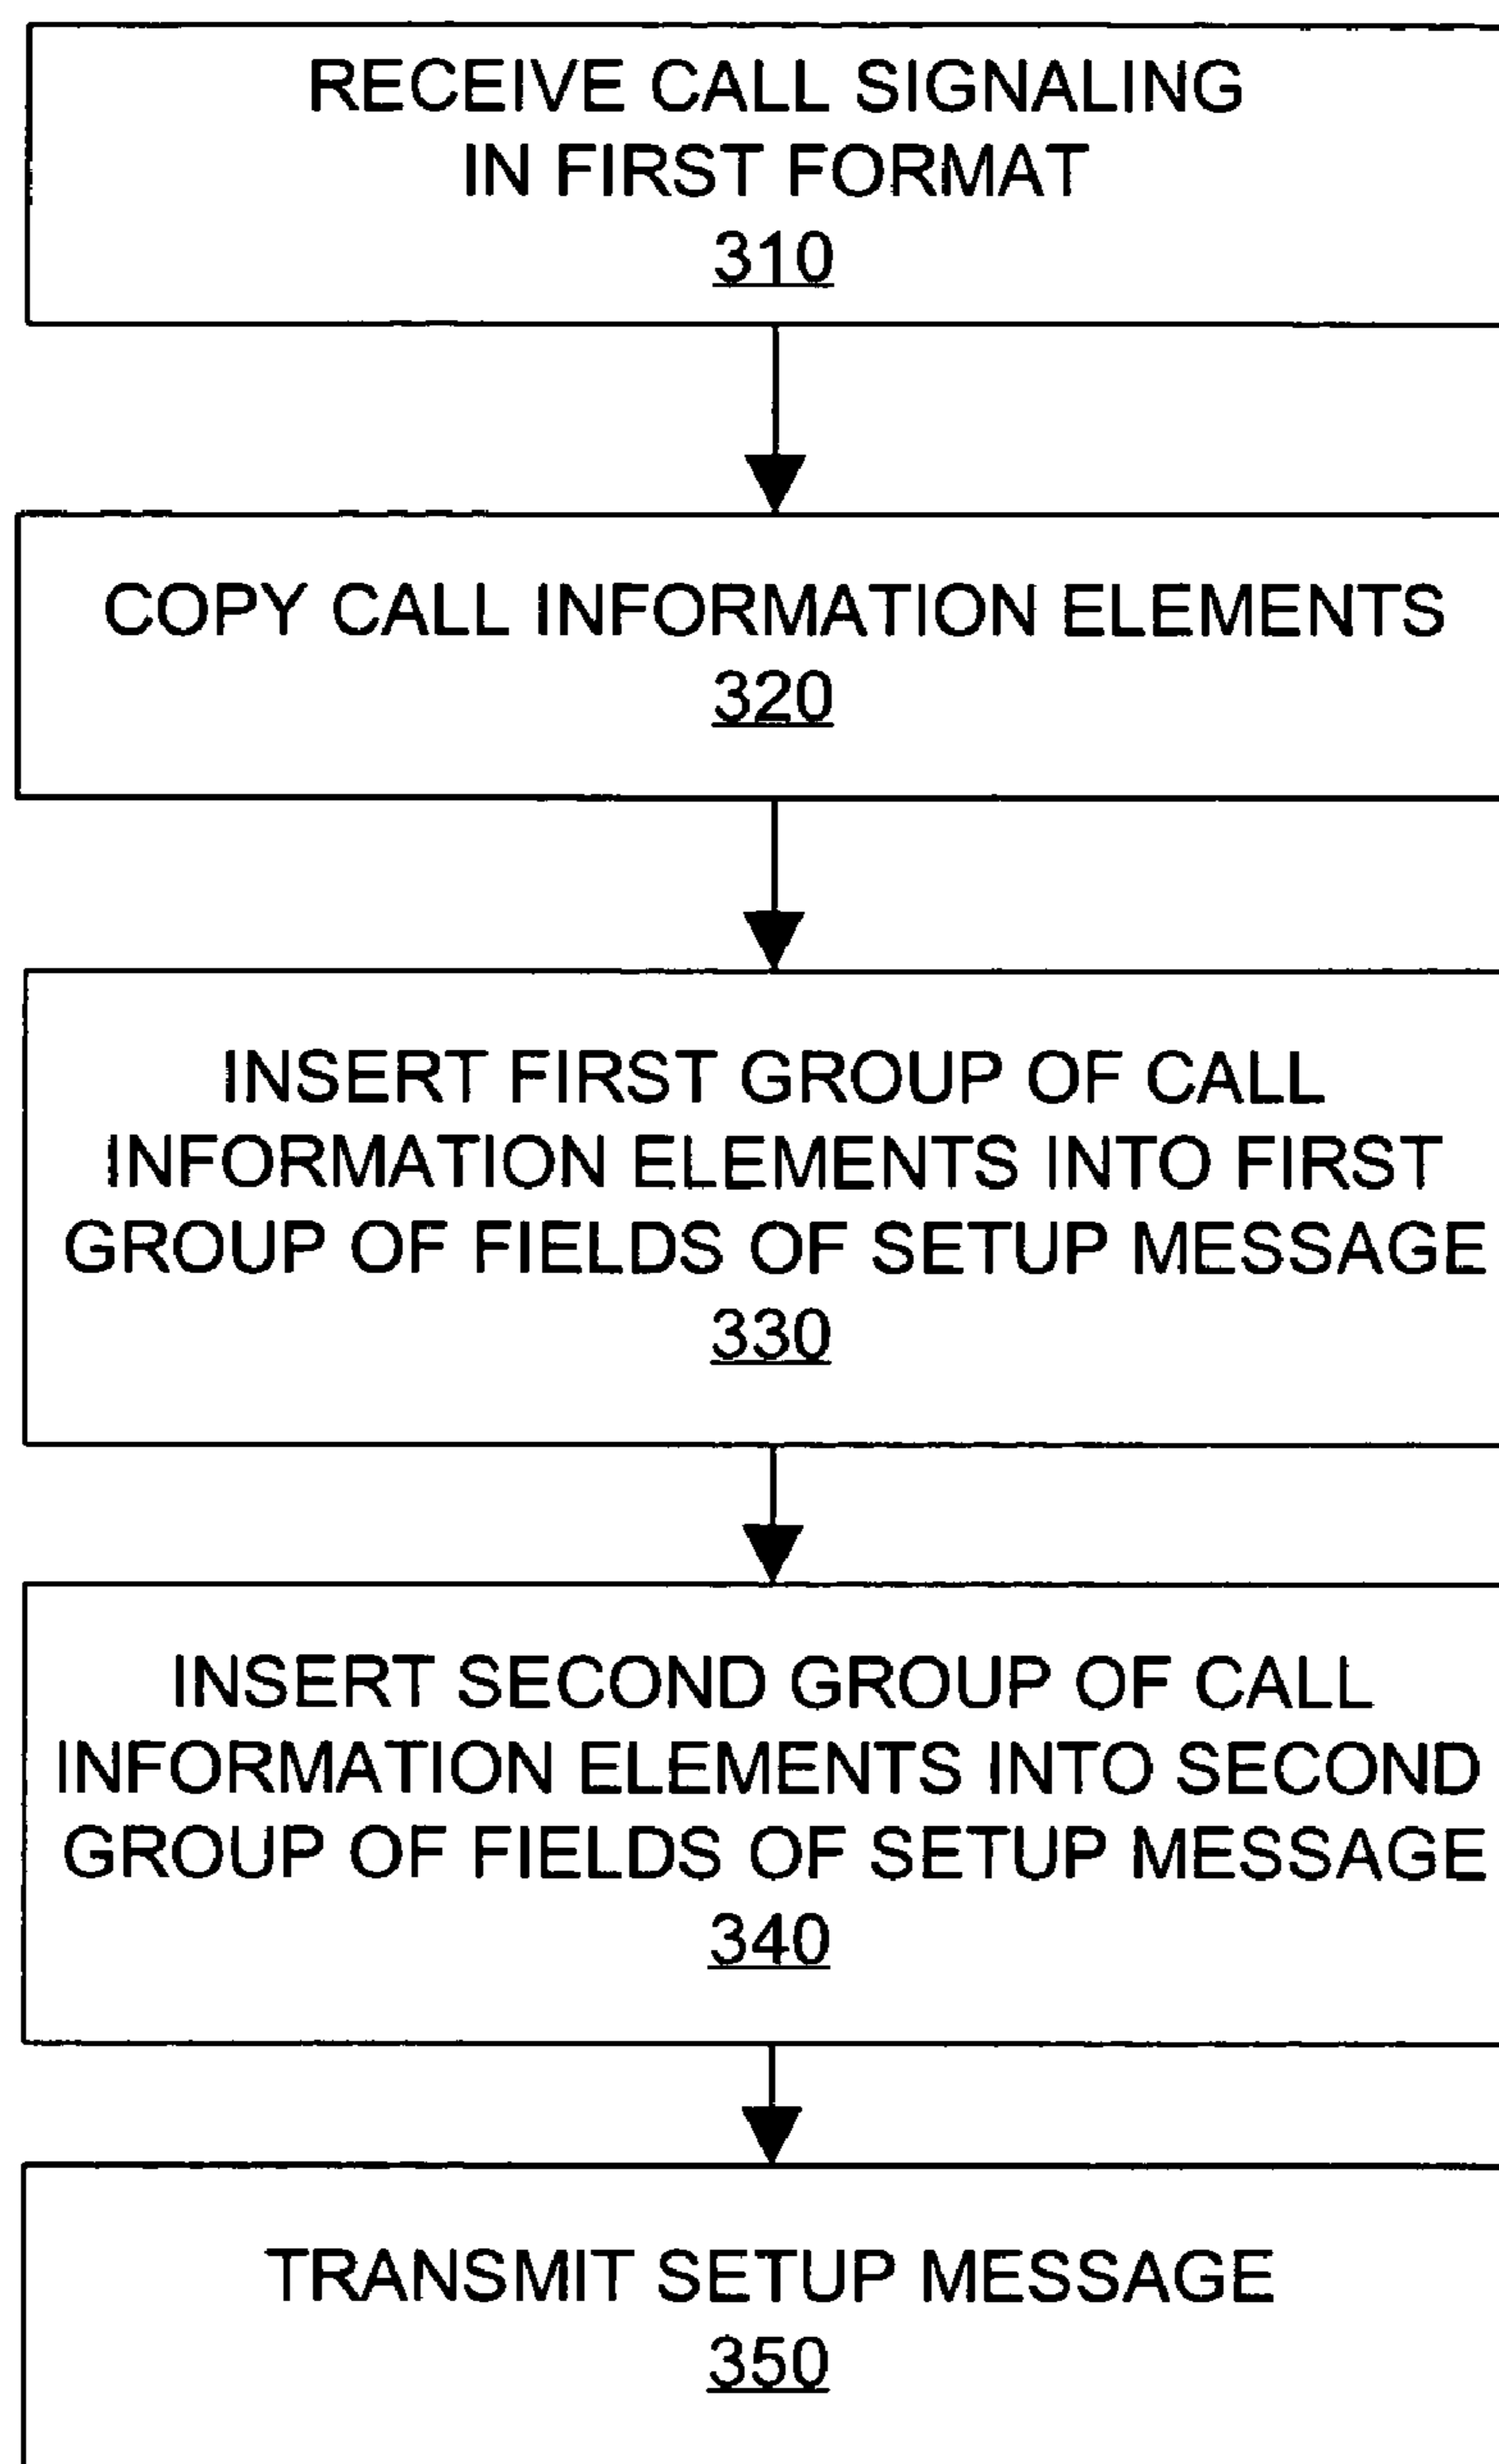 RECEIVE CALL SIGNALING
IN FIRST FORMAT
310
COPY CALL INFORMATION ELEMENTS
320
INSERT FIRST GROUP OF CALL
INFORMATION ELEMENTS INTO FIRST
GROUP OF FIELDS OF SETUP MESSAGE
330
INSERT SECOND GROUP OF CALL
INFORMATION ELEMENTS INTO SECOND
GROUP OF FIELDS OF SETUP MESSAGE
340
TRANSMIT SETUP MESSAGE
350